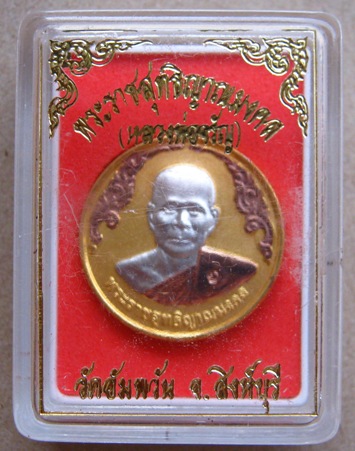 พระราชสุทธิญาณมงคล
(หลวงพ่อจรัญ)
พระราชสุทธิญาณมงคล
วัดอัมพวัน จ.สิงห์บุรี